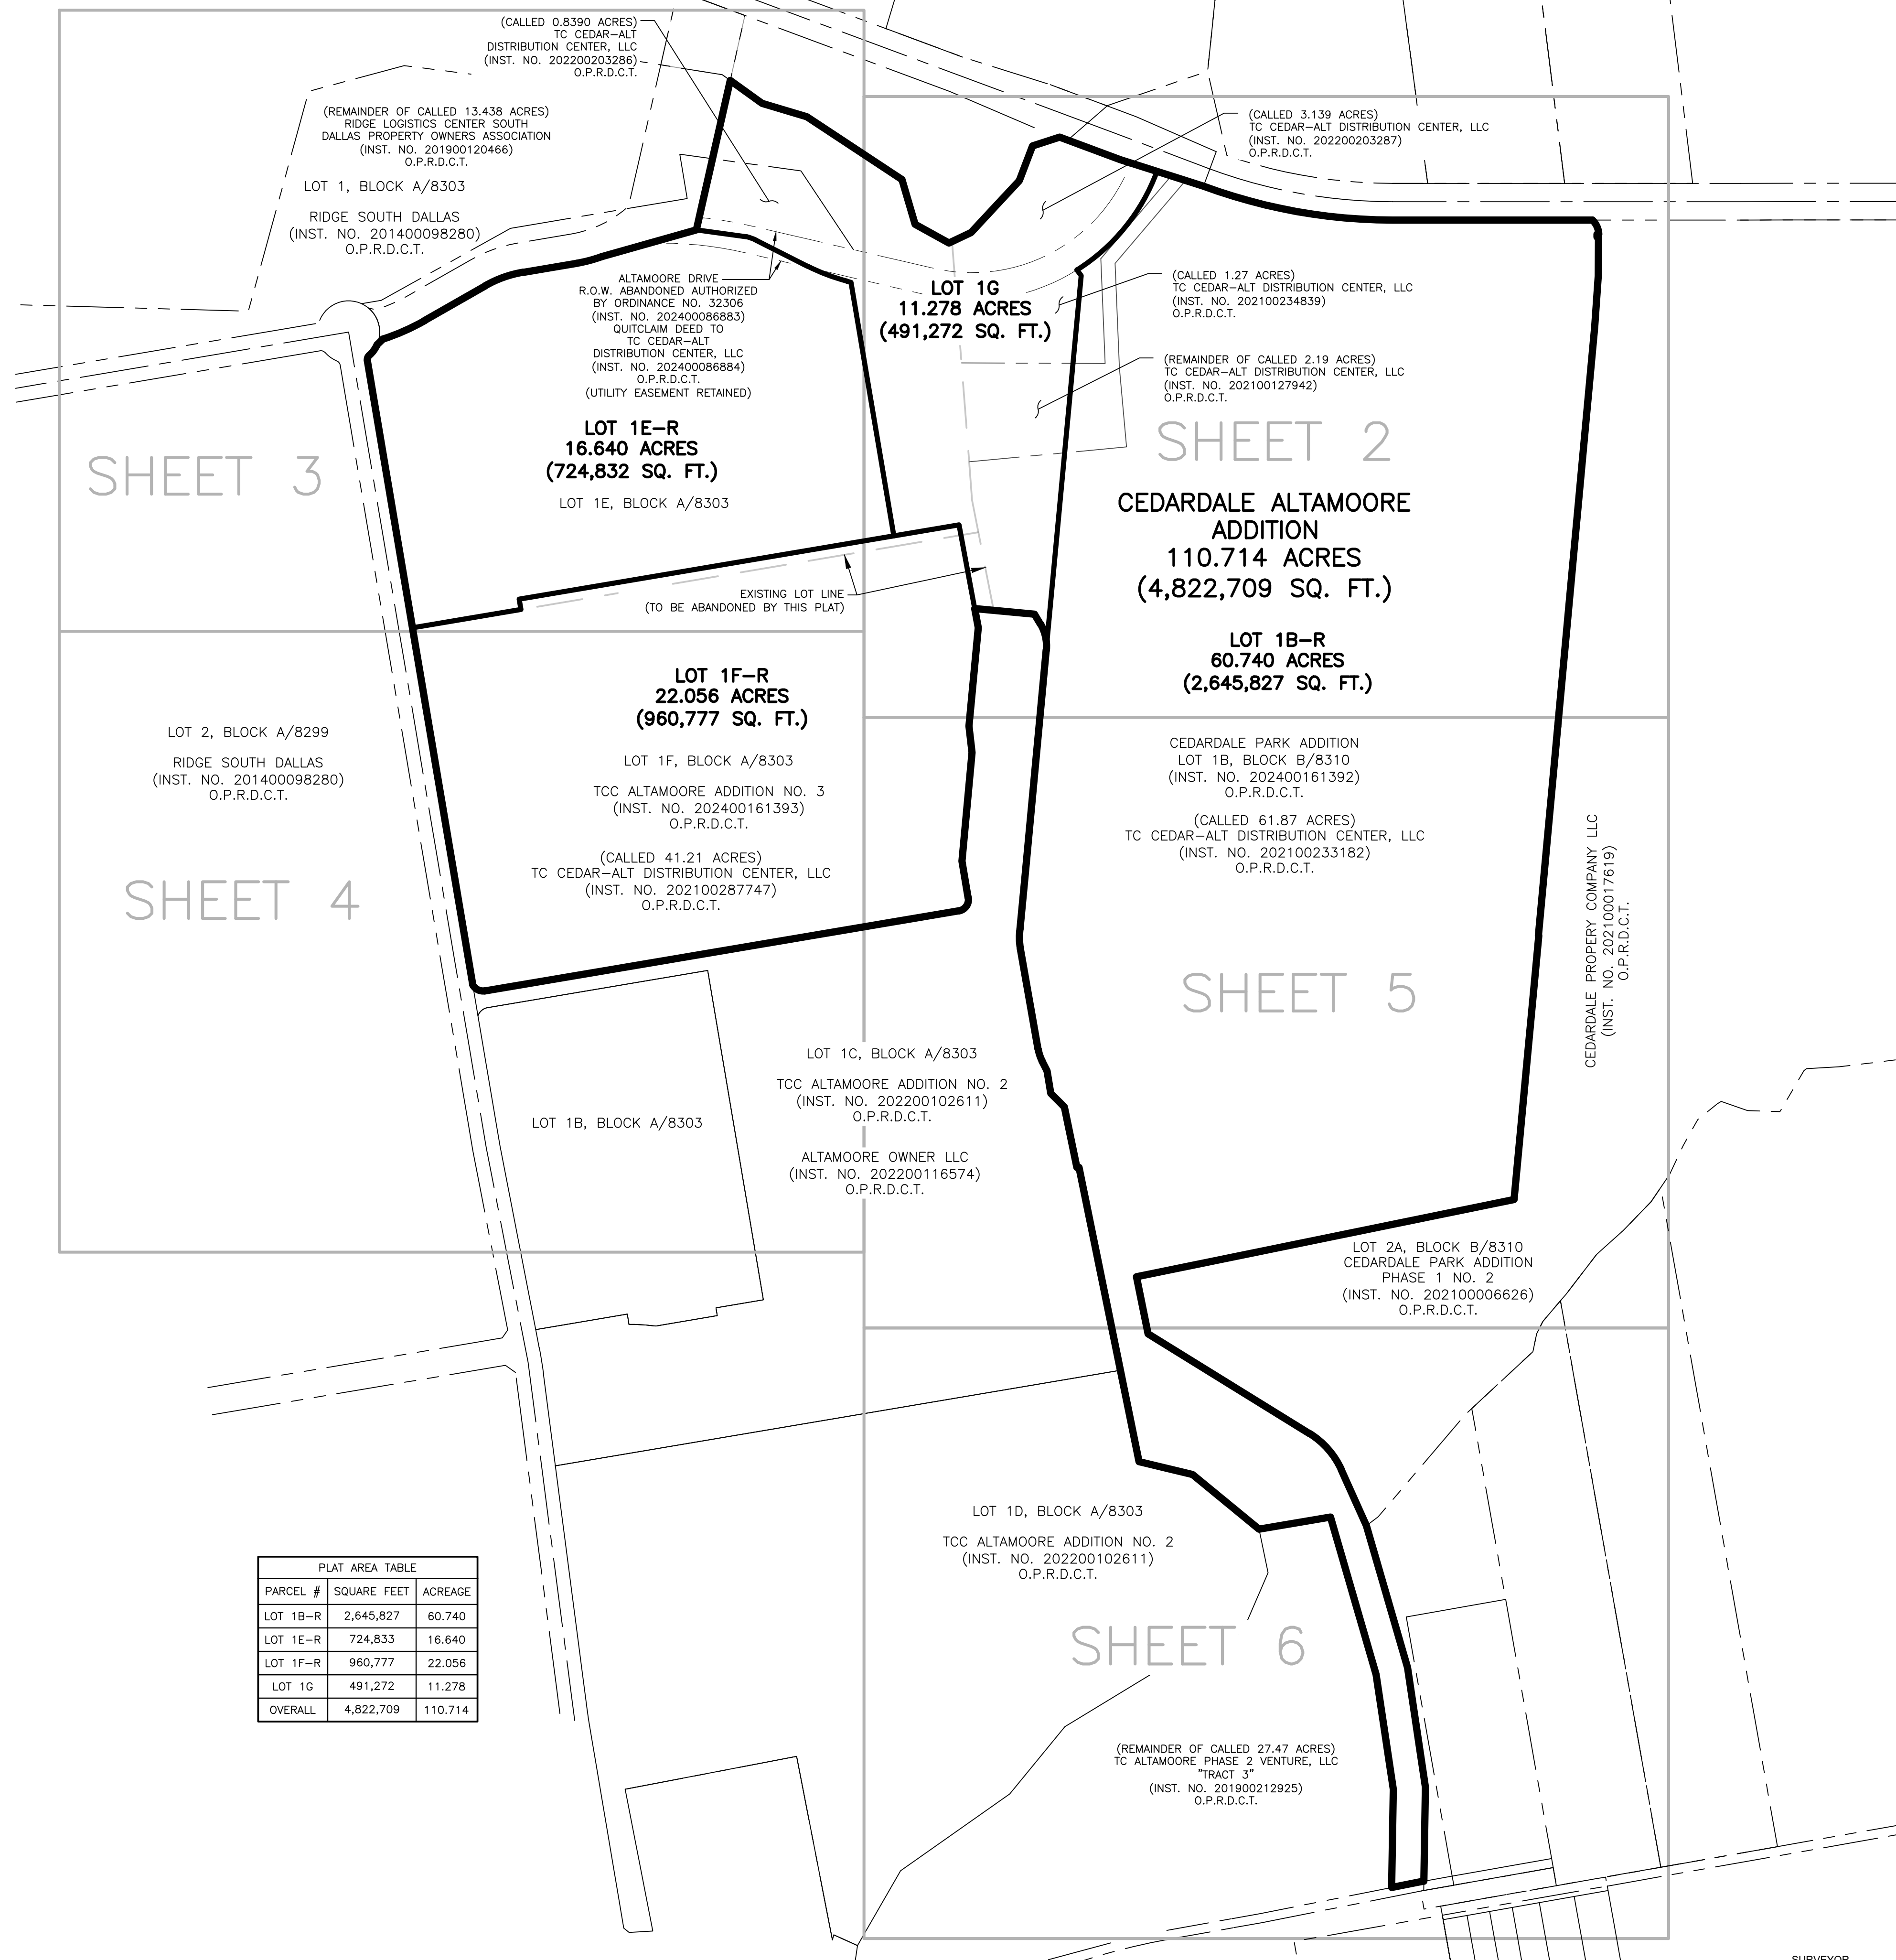 (CALLED 0.8390 ACRES)
TC CEDAR–ALT
DISTRIBUTION CENTER, LLC
(INST. NO. 202200203286)
O.P.R.D.C.T.
(REMAINDER OF CALLED 13.438 ACRES)
RIDGE LOGISTICS CENTER SOUTH
DALLAS PROPERTY OWNERS ASSOCIATION
(INST. NO. 201900120466)
O.P.R.D.C.T.
LOT 1, BLOCK A/8303
RIDGE SOUTH DALLAS
(INST. NO. 201400098280)
O.P.R.D.C.T.
(CALLED 3.139 ACRES)
TC CEDAR–ALT DISTRIBUTION CENTER, LLC
(INST. NO. 202200203287)
O.P.R.D.C.T.
ALTAMOORE DRIVE
R.O.W. ABANDONED AUTHORIZED
BY ORDINANCE NO. 32306
(INST. NO. 202400086883)
QUITCLAIM DEED TO
TC CEDAR–ALT
DISTRIBUTION CENTER, LLC
(INST. NO. 202400086884)
O.P.R.D.C.T.
(UTILITY EASEMENT RETAINED)
LOT 1G
11.278 ACRES
(491,272 SQ. FT.)
(CALLED 1.27 ACRES)
TC CEDAR–ALT DISTRIBUTION CENTER, LLC
(INST. NO. 202100234839)
O.P.R.D.C.T.
(REMAINDER OF CALLED 2.19 ACRES)
TC CEDAR–ALT DISTRIBUTION CENTER, LLC
(INST. NO. 202100127942)
O.P.R.D.C.T.
LOT 1E–R
16.640 ACRES
(724,832 SQ. FT.)
LOT 1E, BLOCK A/8303
SHEET 3
SHEET 2
CEDARDALE ALTAMOORE
ADDITION
110.714 ACRES
(4,822,709 SQ. FT.)
EXISTING LOT LINE
(TO BE ABANDONED BY THIS PLAT)
LOT 1B–R
60.740 ACRES
(2,645,827 SQ. FT.)
LOT 1F–R
22.056 ACRES
(960,777 SQ. FT.)
LOT 1F, BLOCK A/8303
TCC ALTAMOORE ADDITION NO. 3
(INST. NO. 202400161393)
O.P.R.D.C.T.
(CALLED 41.21 ACRES)
TC CEDAR–ALT DISTRIBUTION CENTER, LLC
(INST. NO. 202100287747)
O.P.R.D.C.T.
LOT 2, BLOCK A/8299
RIDGE SOUTH DALLAS
(INST. NO. 201400098280)
O.P.R.D.C.T.
SHEET 4
CEDARDALE PARK ADDITION
LOT 1B, BLOCK B/8310
(INST. NO. 202400161392)
O.P.R.D.C.T.
(CALLED 61.87 ACRES)
TC CEDAR–ALT DISTRIBUTION CENTER, LLC
(INST. NO. 202100233182)
O.P.R.D.C.T.
CEDARDALE PROPERY COMPANY LLC
(INST. NO. 202100017619)
O.P.R.D.C.T.
SHEET 5
LOT 1C, BLOCK A/8303
TCC ALTAMOORE ADDITION NO. 2
(INST. NO. 202200102611)
O.P.R.D.C.T.
ALTAMOORE OWNER LLC
(INST. NO. 202200116574)
O.P.R.D.C.T.
LOT 1B, BLOCK A/8303
LOT 2A, BLOCK B/8310
CEDARDALE PARK ADDITION
PHASE 1 NO. 2
(INST. NO. 202100006626)
O.P.R.D.C.T.
LOT 1D, BLOCK A/8303
TCC ALTAMOORE ADDITION NO. 2
(INST. NO. 202200102611)
O.P.R.D.C.T.
SHEET 6
(REMAINDER OF CALLED 27.47 ACRES)
TC ALTAMOORE PHASE 2 VENTURE, LLC
"TRACT 3"
(INST. NO. 201900212925)
O.P.R.D.C.T.
PLAT AREA TABLE
PARCEL # SQUARE FEET ACREAGE
LOT 1B–R 2,645,827 60.740
LOT 1E–R 724,833 16.640
LOT 1F–R 960,777 22.056
LOT 1G 491,272 11.278
OVERALL 4,822,709 110.714